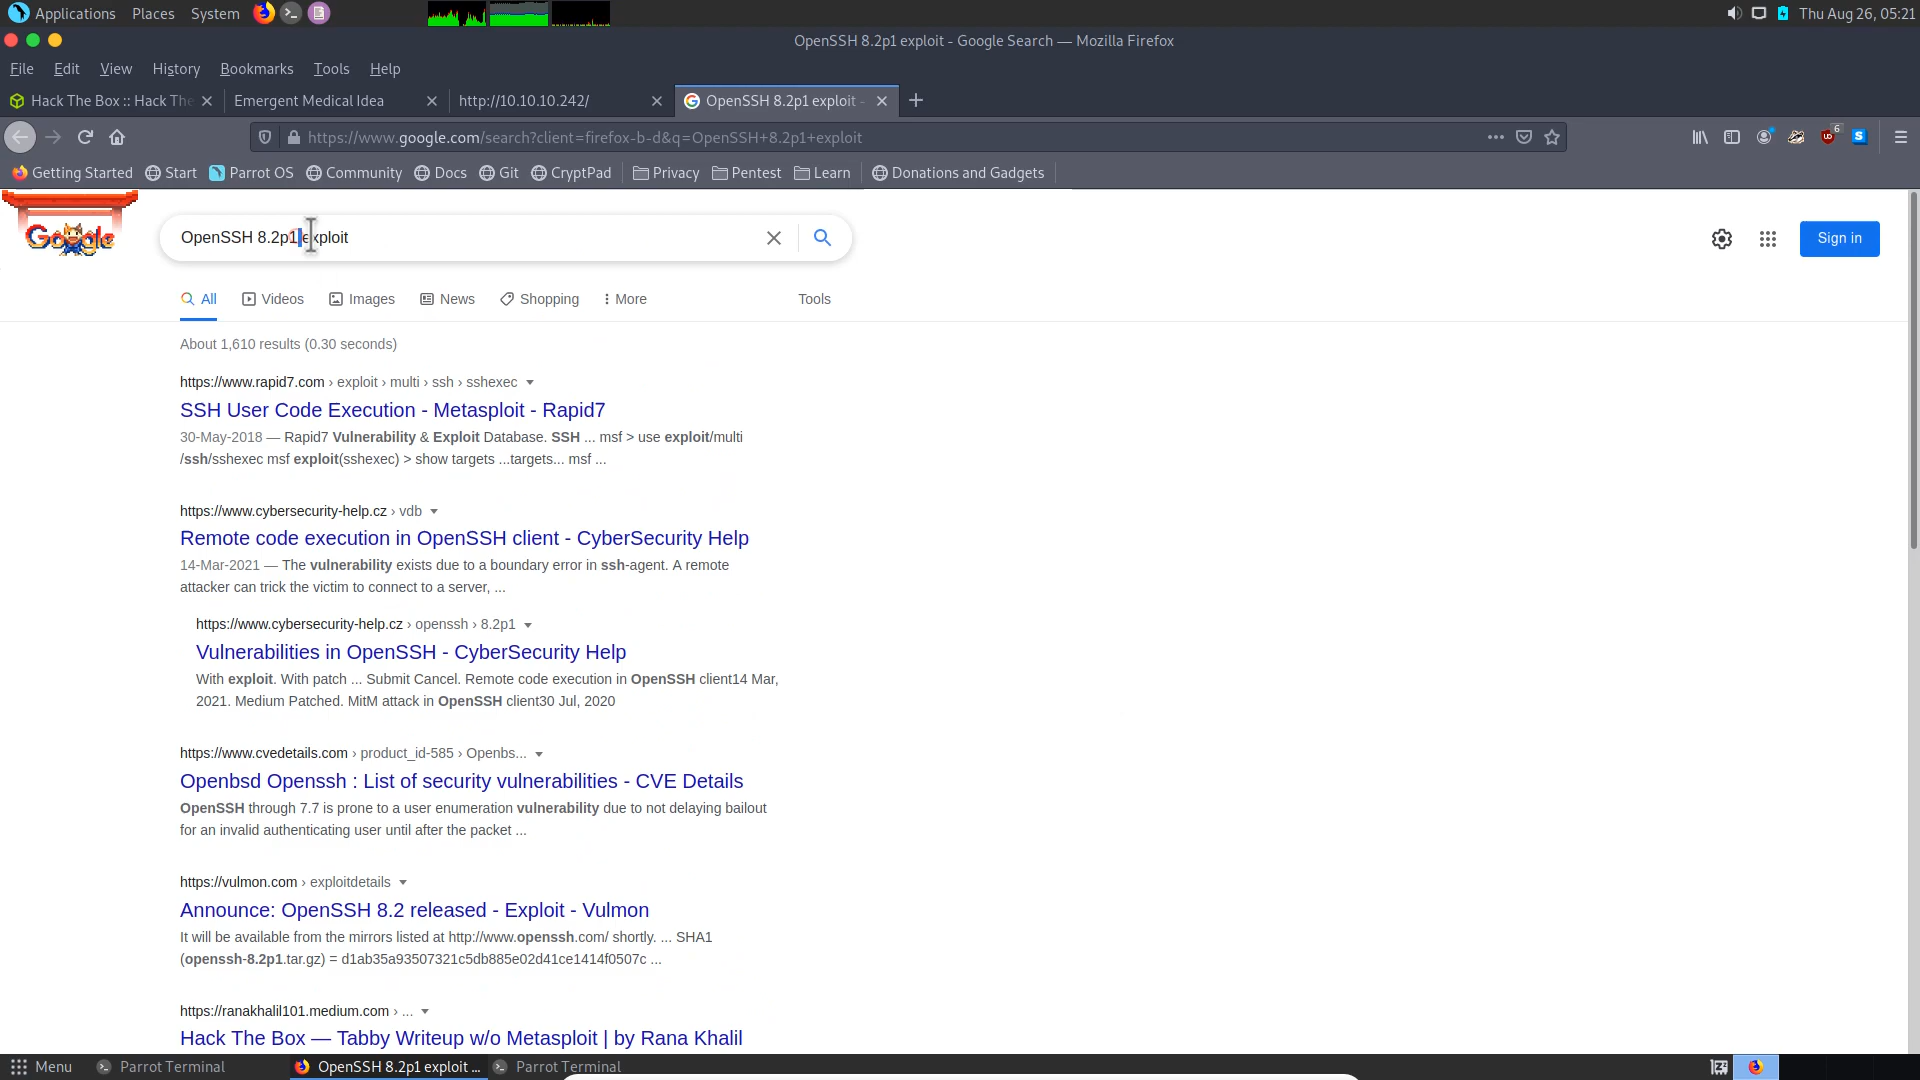 Applications Places System Thu Aug 26, 05:21
OpenSSH 8.2p1 exploit - Google Search — Mozilla Firefox
File Edit View History Bookmarks Tools Help
Hack The Box :: Hack The Emergent Medical Idea http://10.10.10.242/ OpenSSH 8.2p1 exploit -
https://www.google.com/search?client=firefox-b-d&q=OpenSSH+8.2p1+exploit 6 S
Getting Started Start Parrot OS Community Docs Git CryptPad Privacy Pentest Learn Donations and Gadgets
Google OpenSSH 8.2p1 exploit Sign in
All Videos Images News Shopping More Tools
About 1,610 results (0.30 seconds)
https://www.rapid7.com › exploit › multi › ssh › sshexec
SSH User Code Execution - Metasploit - Rapid7
30-May-2018 — Rapid7 Vulnerability & Exploit Database. SSH ... msf > use exploit/multi
/ssh/sshexec msf exploit(sshexec) > show targets ...targets... msf ...
https://www.cybersecurity-help.cz › vdb
Remote code execution in OpenSSH client - CyberSecurity Help
14-Mar-2021 — The vulnerability exists due to a boundary error in ssh-agent. A remote
attacker can trick the victim to connect to a server, ...
https://www.cybersecurity-help.cz › openssh › 8.2p1
Vulnerabilities in OpenSSH - CyberSecurity Help
With exploit. With patch ... Submit Cancel. Remote code execution in OpenSSH client14 Mar,
2021. Medium Patched. MitM attack in OpenSSH client30 Jul, 2020
https://www.cvedetails.com › product_id-585 › Openbs...
Openbsd Openssh : List of security vulnerabilities - CVE Details
OpenSSH through 7.7 is prone to a user enumeration vulnerability due to not delaying bailout
for an invalid authenticating user until after the packet ...
https://vulmon.com › exploitdetails
Announce: OpenSSH 8.2 released - Exploit - Vulmon
It will be available from the mirrors listed at http://www.openssh.com/ shortly. ... SHA1
(openssh-8.2p1.tar.gz) = d1ab35a93507321c5db885e02d41ce1414f0507c ...
https://ranakhalil101.medium.com › ...
Hack The Box — Tabby Writeup w/o Metasploit | by Rana Khalil
Menu Parrot Terminal OpenSSH 8.2p1 exploit ... Parrot Terminal